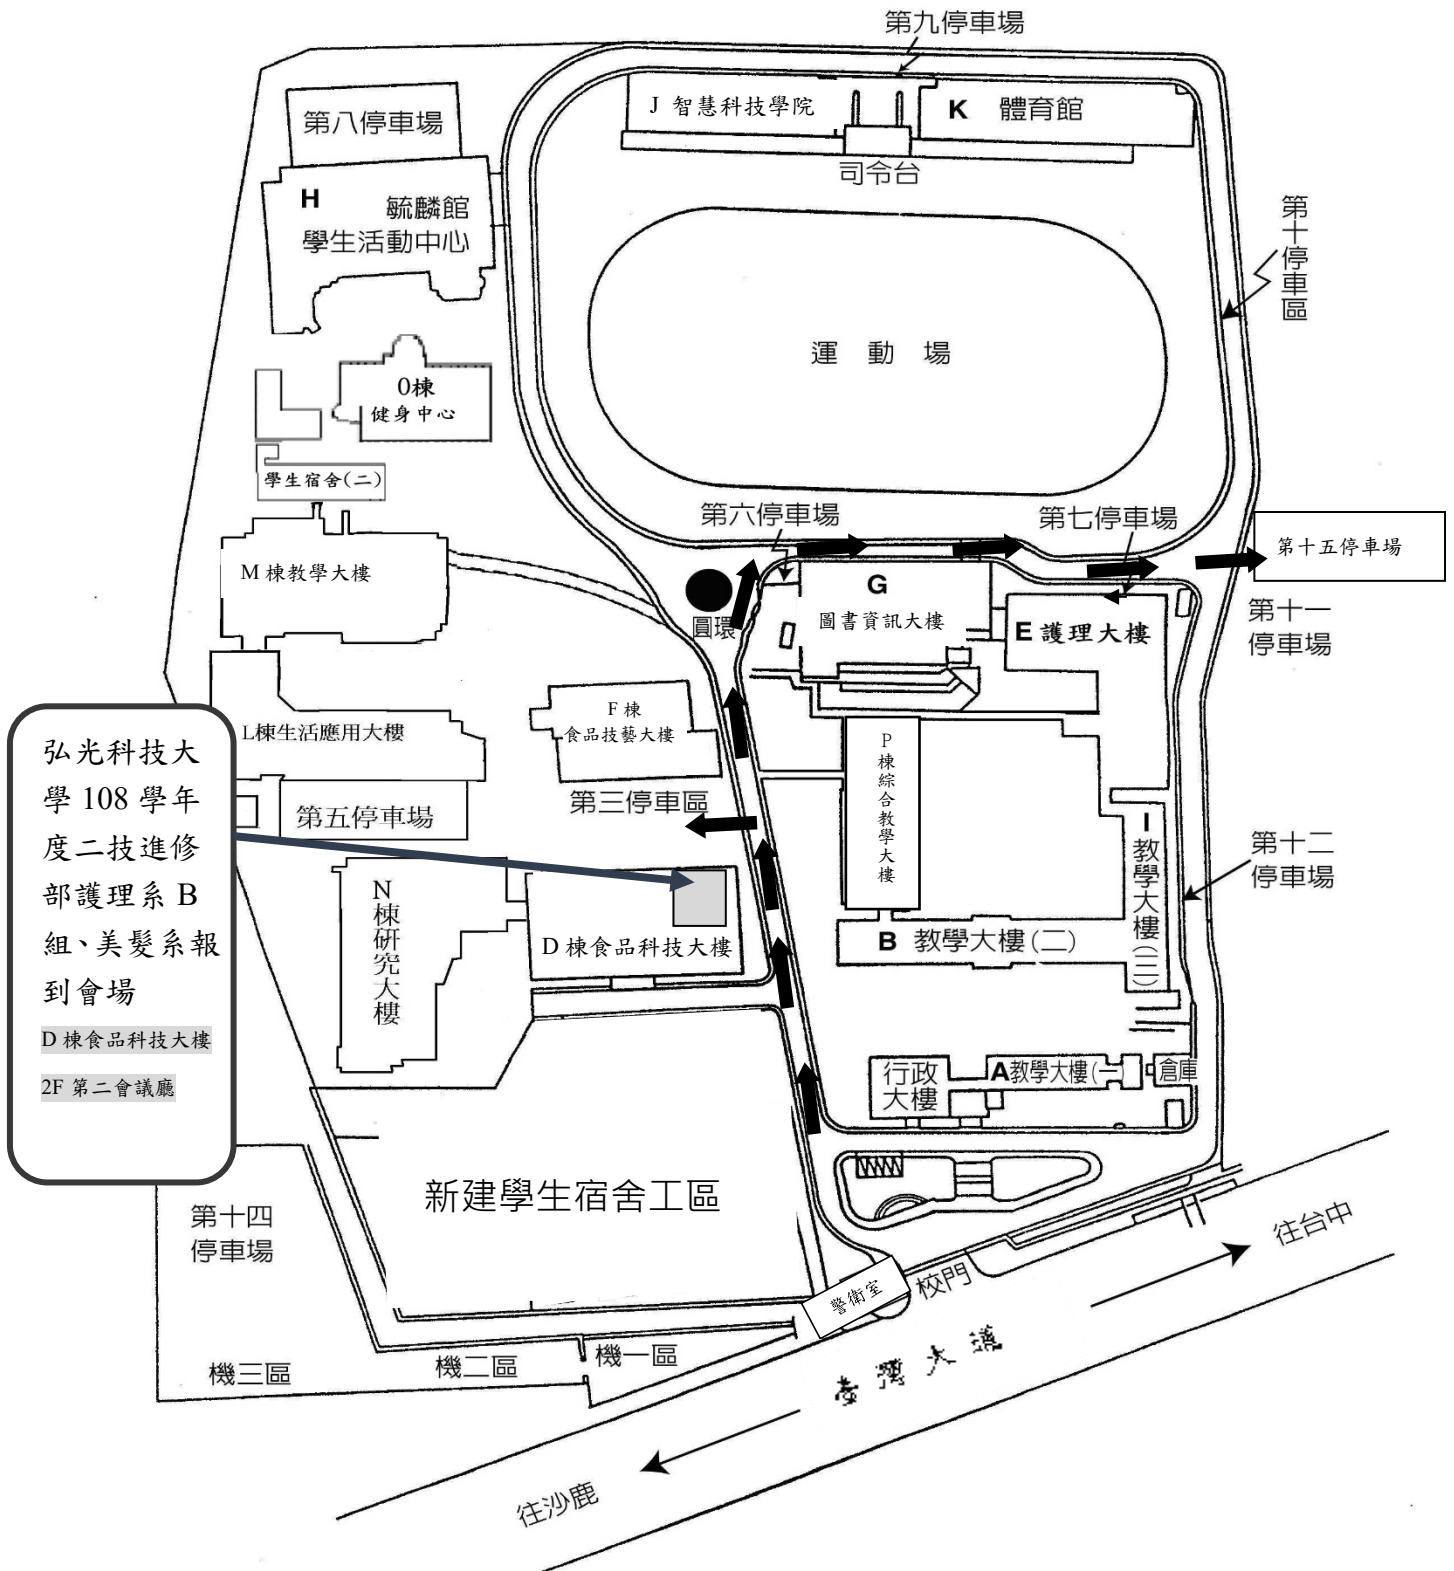 第九停車場
J 智慧科技學院
K 體育館
第八停車場
司令台
H 毓麟館
學生活動中心
第十停車區
運 動 場
O棟
健身中心
學生宿舍(二)
第六停車場
第七停車場
第十五停車場
M 棟教學大樓
圓環
G
圖書資訊大樓
E 護理大樓
第十一
停車場
F 棟
食品技藝大樓
L棟生活應用大樓
P棟綜合教學大樓
弘光科技大
學 108 學年
度二技進修
部護理系 B
組、美髮系報
到會場
D 棟食品科技大樓
2F 第二會議廳
第三停車區
第五停車場
I教學大樓(三)
第十二
停車場
N棟研究大樓
D 棟食品科技大樓
B 教學大樓(二)
行政
大樓
A教學大樓(一)
倉庫
新建學生宿舍工區
第十四
停車場
往台中
校門
警衛室
臺灣大道
機一區
機二區
機三區
往沙鹿